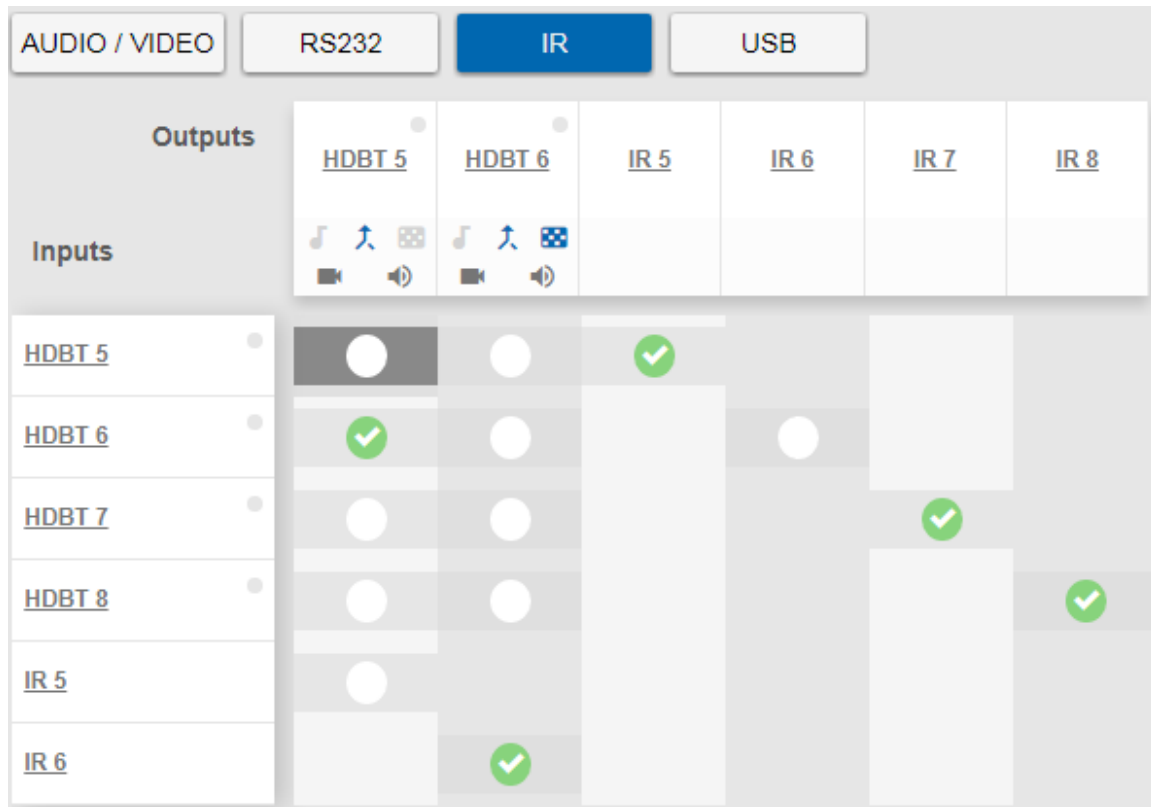 AUDIO / VIDEO RS232 IR USB
Outputs HDBT 5 HDBT 6 IR 5 IR 6 IR 7 IR 8
Inputs
HDBT 5
HDBT 6
HDBT 7
HDBT 8
IR 5
IR 6